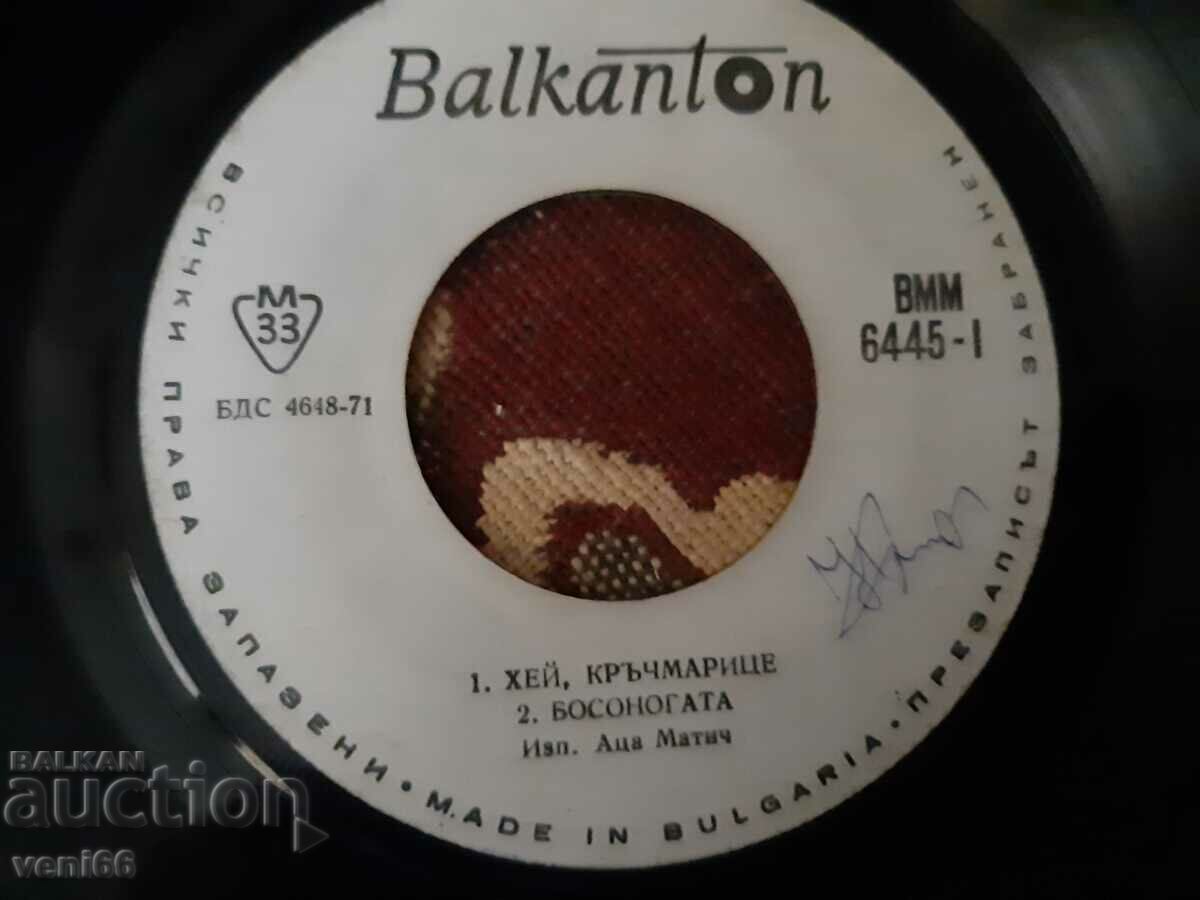 Balkanton
ВСИЧКИ ПРАВА ЗАПАЗЕНИ • MADE IN BULGARIA • ПРЕЗАПИСЪТ ЗАБРАНЕН
M
33
БДС 4648-71
ВММ
6445-I
1. ХЕЙ, КРЪЧМАРИЦЕ
2. БОСОНОГАТА
Изп. Аца Матич
BALKAN
auction
veni66